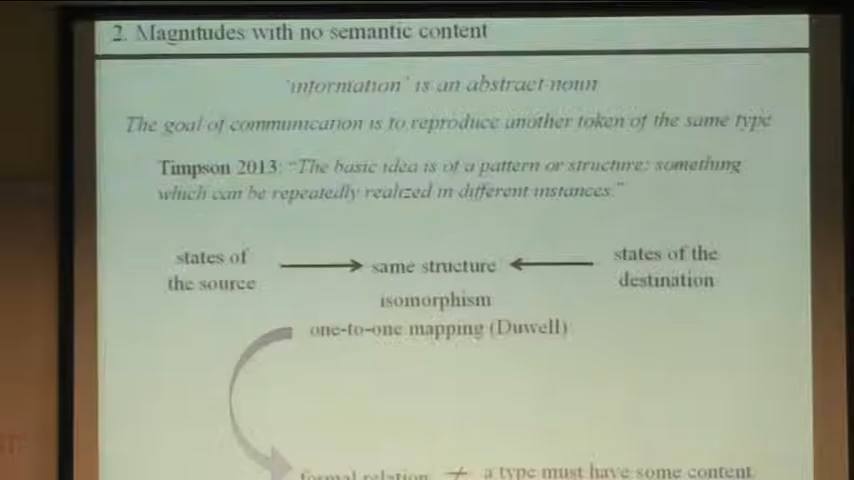 2. Magnitudes with no semantic content
'information' is an abstract noun
The goal of communication is to reproduce another token of the same type
Timpson 2013: “The basic idea is of a pattern or structure: something
which can be repeatedly realized in different instances.”
states of
the source
same structure
states of the
destination
isomorphism
one-to-one mapping (Duwell)
formal relation ≠ a type must have some content